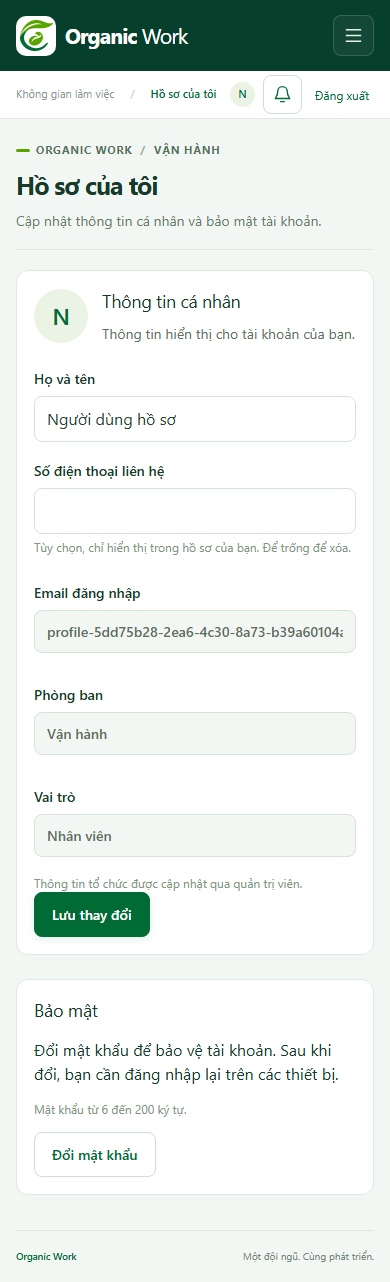 Organic Work
Không gian làm việc / Hồ sơ của tôi N Đăng xuất
ORGANIC WORK / VẬN HÀNH
Hồ sơ của tôi
Cập nhật thông tin cá nhân và bảo mật tài khoản.
N
Thông tin cá nhân
Thông tin hiển thị cho tài khoản của bạn.
Họ và tên
Người dùng hồ sơ
Số điện thoại liên hệ
Tùy chọn, chỉ hiển thị trong hồ sơ của bạn. Để trống để xóa.
Email đăng nhập
profile-5dd75b28-2ea6-4c30-8a73-b39a60104a
Phòng ban
Vận hành
Vai trò
Nhân viên
Thông tin tổ chức được cập nhật qua quản trị viên.
Lưu thay đổi
Bảo mật
Đổi mật khẩu để bảo vệ tài khoản. Sau khi
đổi, bạn cần đăng nhập lại trên các thiết bị.
Mật khẩu từ 6 đến 200 ký tự.
Đổi mật khẩu
Organic Work Một đội ngũ. Cùng phát triển.